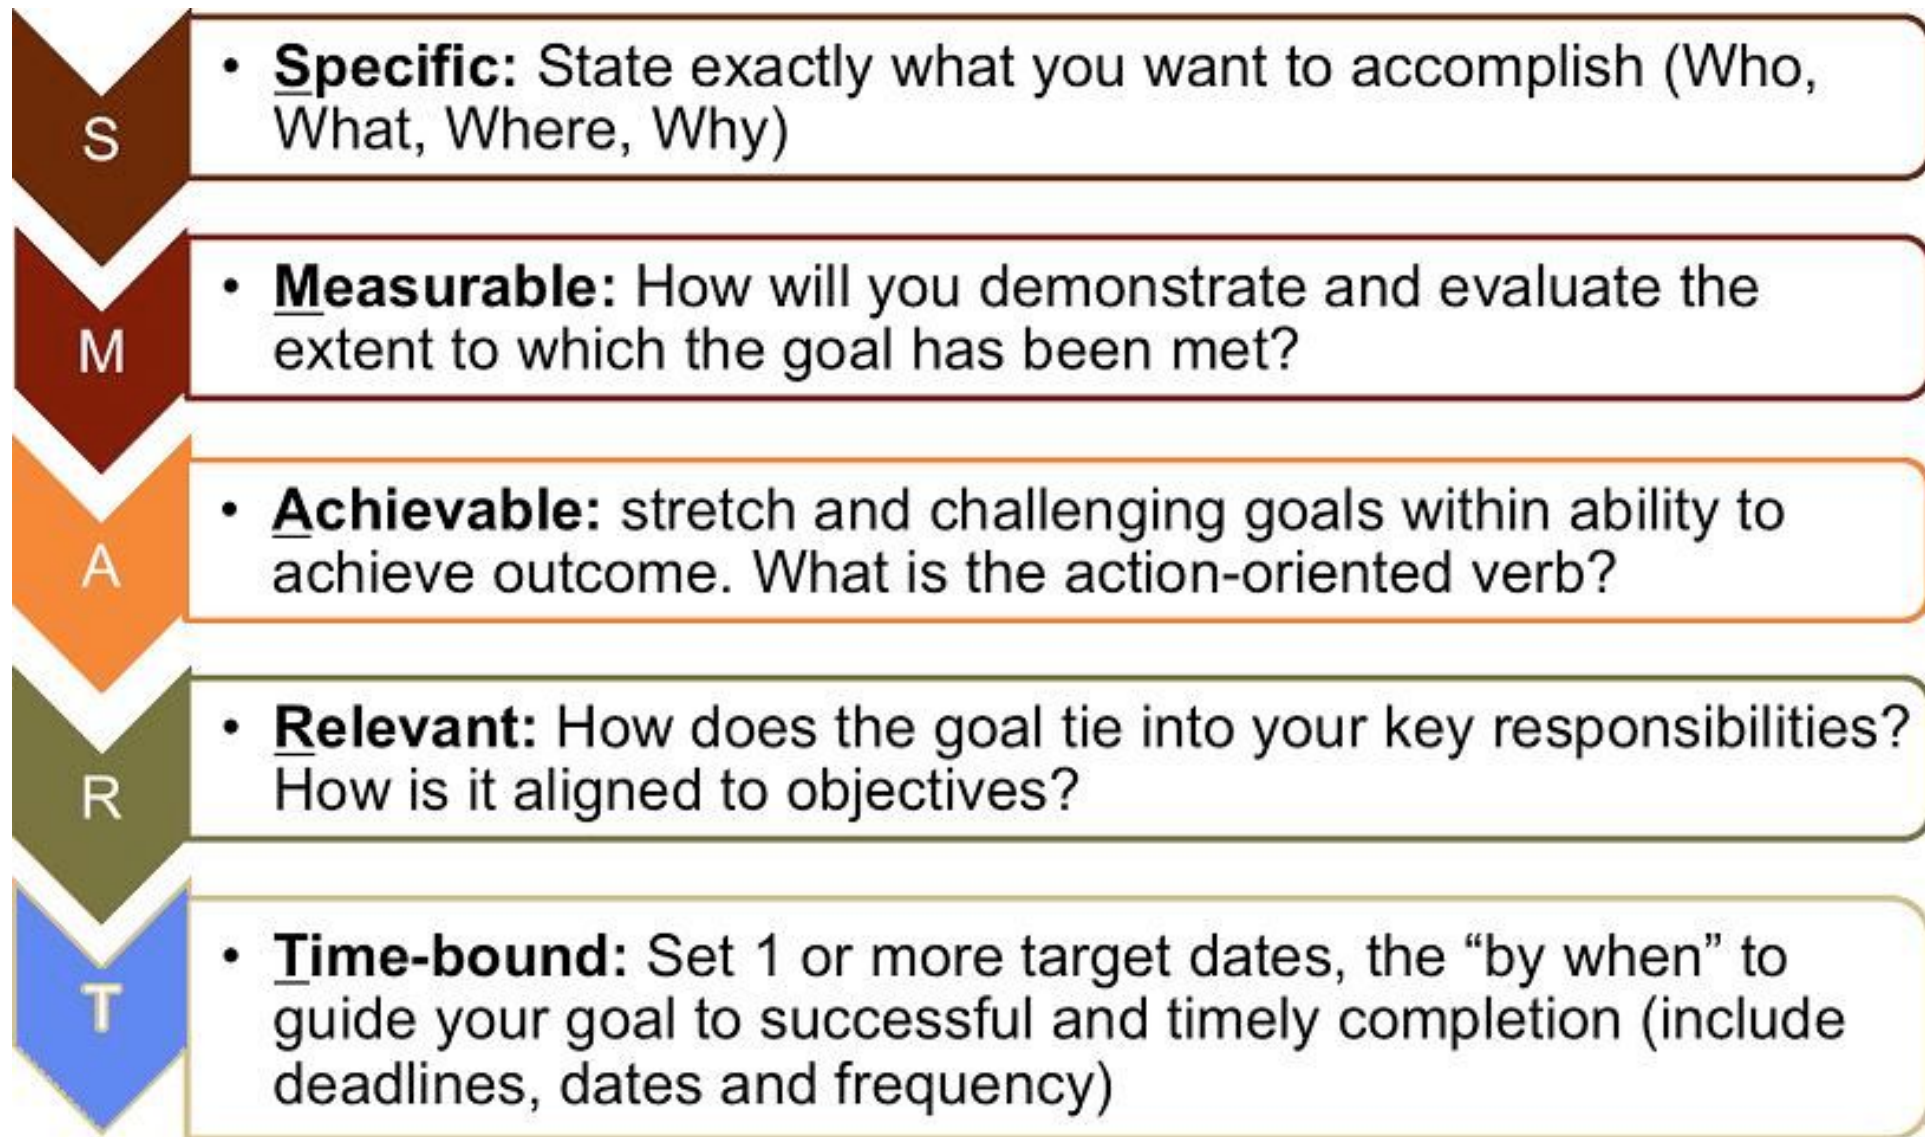 S
• Specific: State exactly what you want to accomplish (Who,
What, Where, Why)
M
• Measurable: How will you demonstrate and evaluate the
extent to which the goal has been met?
A
• Achievable: stretch and challenging goals within ability to
achieve outcome. What is the action-oriented verb?
R
• Relevant: How does the goal tie into your key responsibilities?
How is it aligned to objectives?
T
• Time-bound: Set 1 or more target dates, the “by when” to
guide your goal to successful and timely completion (include
deadlines, dates and frequency)